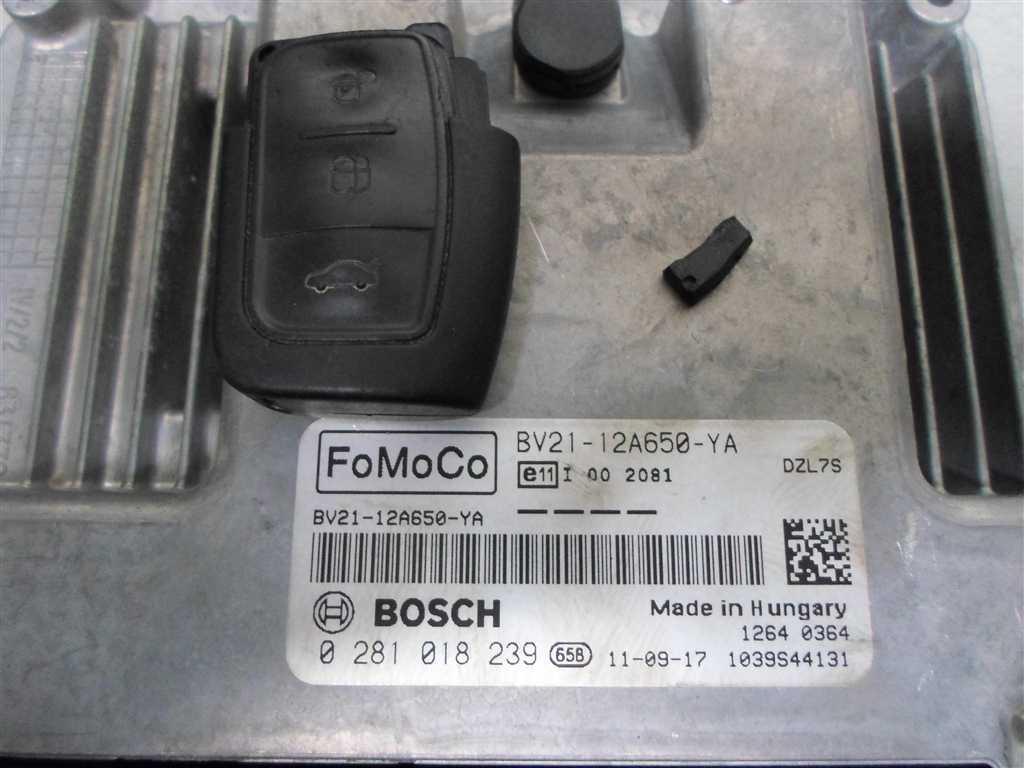 FoMoCo
BV21-12A650-YA
e11 I 00 2081
DZL7S
BV21-12A650-YA
BOSCH
Made in Hungary
1264 0364
0 281 018 239 65B 11-09-17 1039S44131